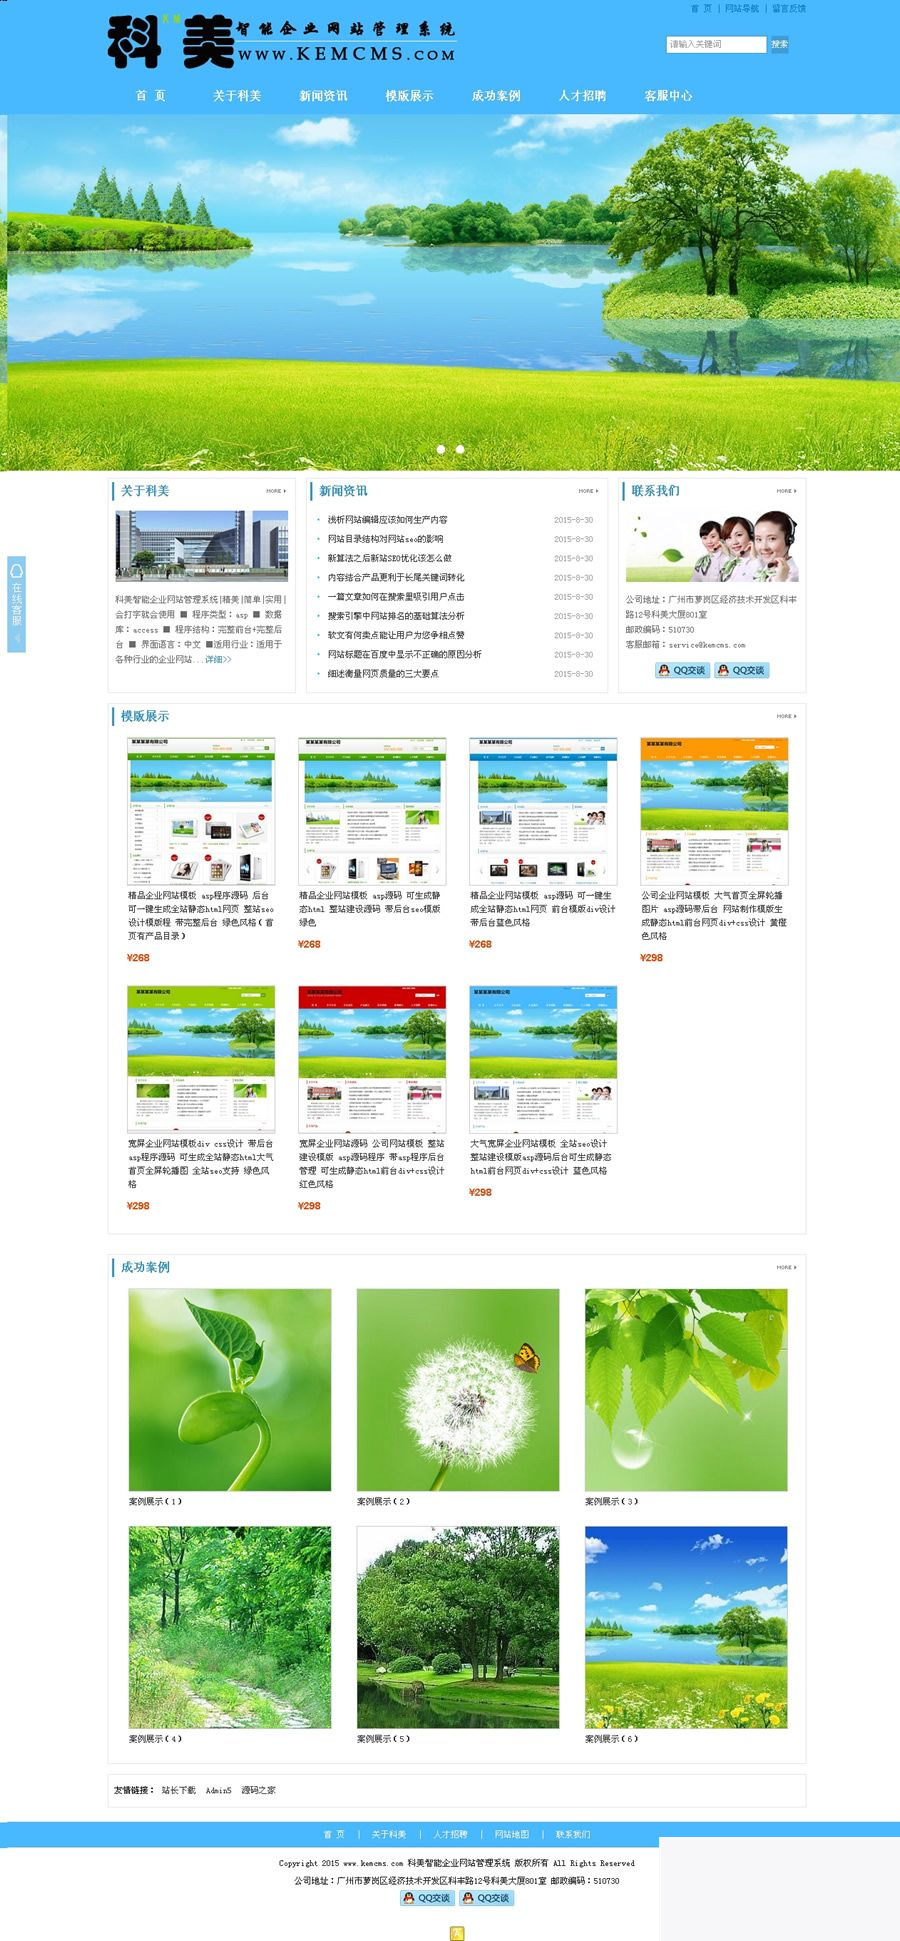 首 页 | 网站导航 | 留言反馈
科美 KM 智能企业网站管理系统
WWW.KEMCMS.COM
请输入关键词 搜索
首 页 关于科美 新闻资讯 模版展示 成功案例 人才招聘 客服中心
在线客服
关于科美 MORE
科美智能企业网站管理系统|精美|简单|实用|
会打字就会使用 ■ 程序类型：asp ■ 数据
库：access ■ 程序结构：完整前台+完整后
台 ■ 界面语言：中文 ■适用行业：适用于
各种行业的企业网站...详细>>
新闻资讯 MORE
浅析网站编辑应该如何生产内容 2015-8-30
网站目录结构对网站seo的影响 2015-8-30
新算法之后新站SEO优化该怎么做 2015-8-30
内容结合产品更利于长尾关键词转化 2015-8-30
一篇文章如何在搜索里吸引用户点击 2015-8-30
搜索引擎中网站排名的基础算法分析 2015-8-30
软文有何卖点能让用户为您争相点赞 2015-8-30
网站标题在百度中显示不正确的原因分析 2015-8-30
细述衡量网页质量的三大要点 2015-8-30
联系我们 MORE
公司地址：广州市萝岗区经济技术开发区科丰
路12号科美大厦801室
邮政编码：510730
客服邮箱：service@kemcms.com
QQ交谈 QQ交谈
模版展示 MORE
精品企业网站模板 asp程序源码 后台
可一键生成全站静态html网页 整站seo
设计模版程 带完整后台 绿色风格（首
页有产品目录）
¥268
精品企业网站模板 asp源码 可生成静
态html 整站建设源码 带后台seo模版
绿色
¥268
精品企业网站模板 asp源码 可一键生
成全站静态html网页 前台模版div设计
带后台蓝色风格
¥268
公司企业网站模板 大气首页全屏轮播
图片 asp源码带后台 网站制作模版生
成静态html前台网页div+css设计 黄橙
色风格
¥298
宽屏企业网站模板div css设计 带后台
asp程序源码 可生成全站静态html大气
首页全屏轮播图 全站seo支持 绿色风
格
¥298
宽屏企业网站源码 公司网站模板 整站
建设模版 asp源码程序 带asp程序后台
管理 可生成静态html前台div+css设计
红色风格
¥298
大气宽屏企业网站模板 全站seo设计
整站建设模版asp源码后台可生成静态
html前台网页div+css设计 蓝色风格
¥298
成功案例 MORE
案例展示（1） 案例展示（2） 案例展示（3）
案例展示（4） 案例展示（5） 案例展示（6）
友情链接： 站长下载 Admin5 源码之家
首 页 | 关于科美 | 人才招聘 | 网站地图 | 联系我们
Copyright 2015 www.kemcms.com 科美智能企业网站管理系统 版权所有 All Rights Reserved
公司地址：广州市萝岗区经济技术开发区科丰路12号科美大厦801室 邮政编码：510730
QQ交谈 QQ交谈